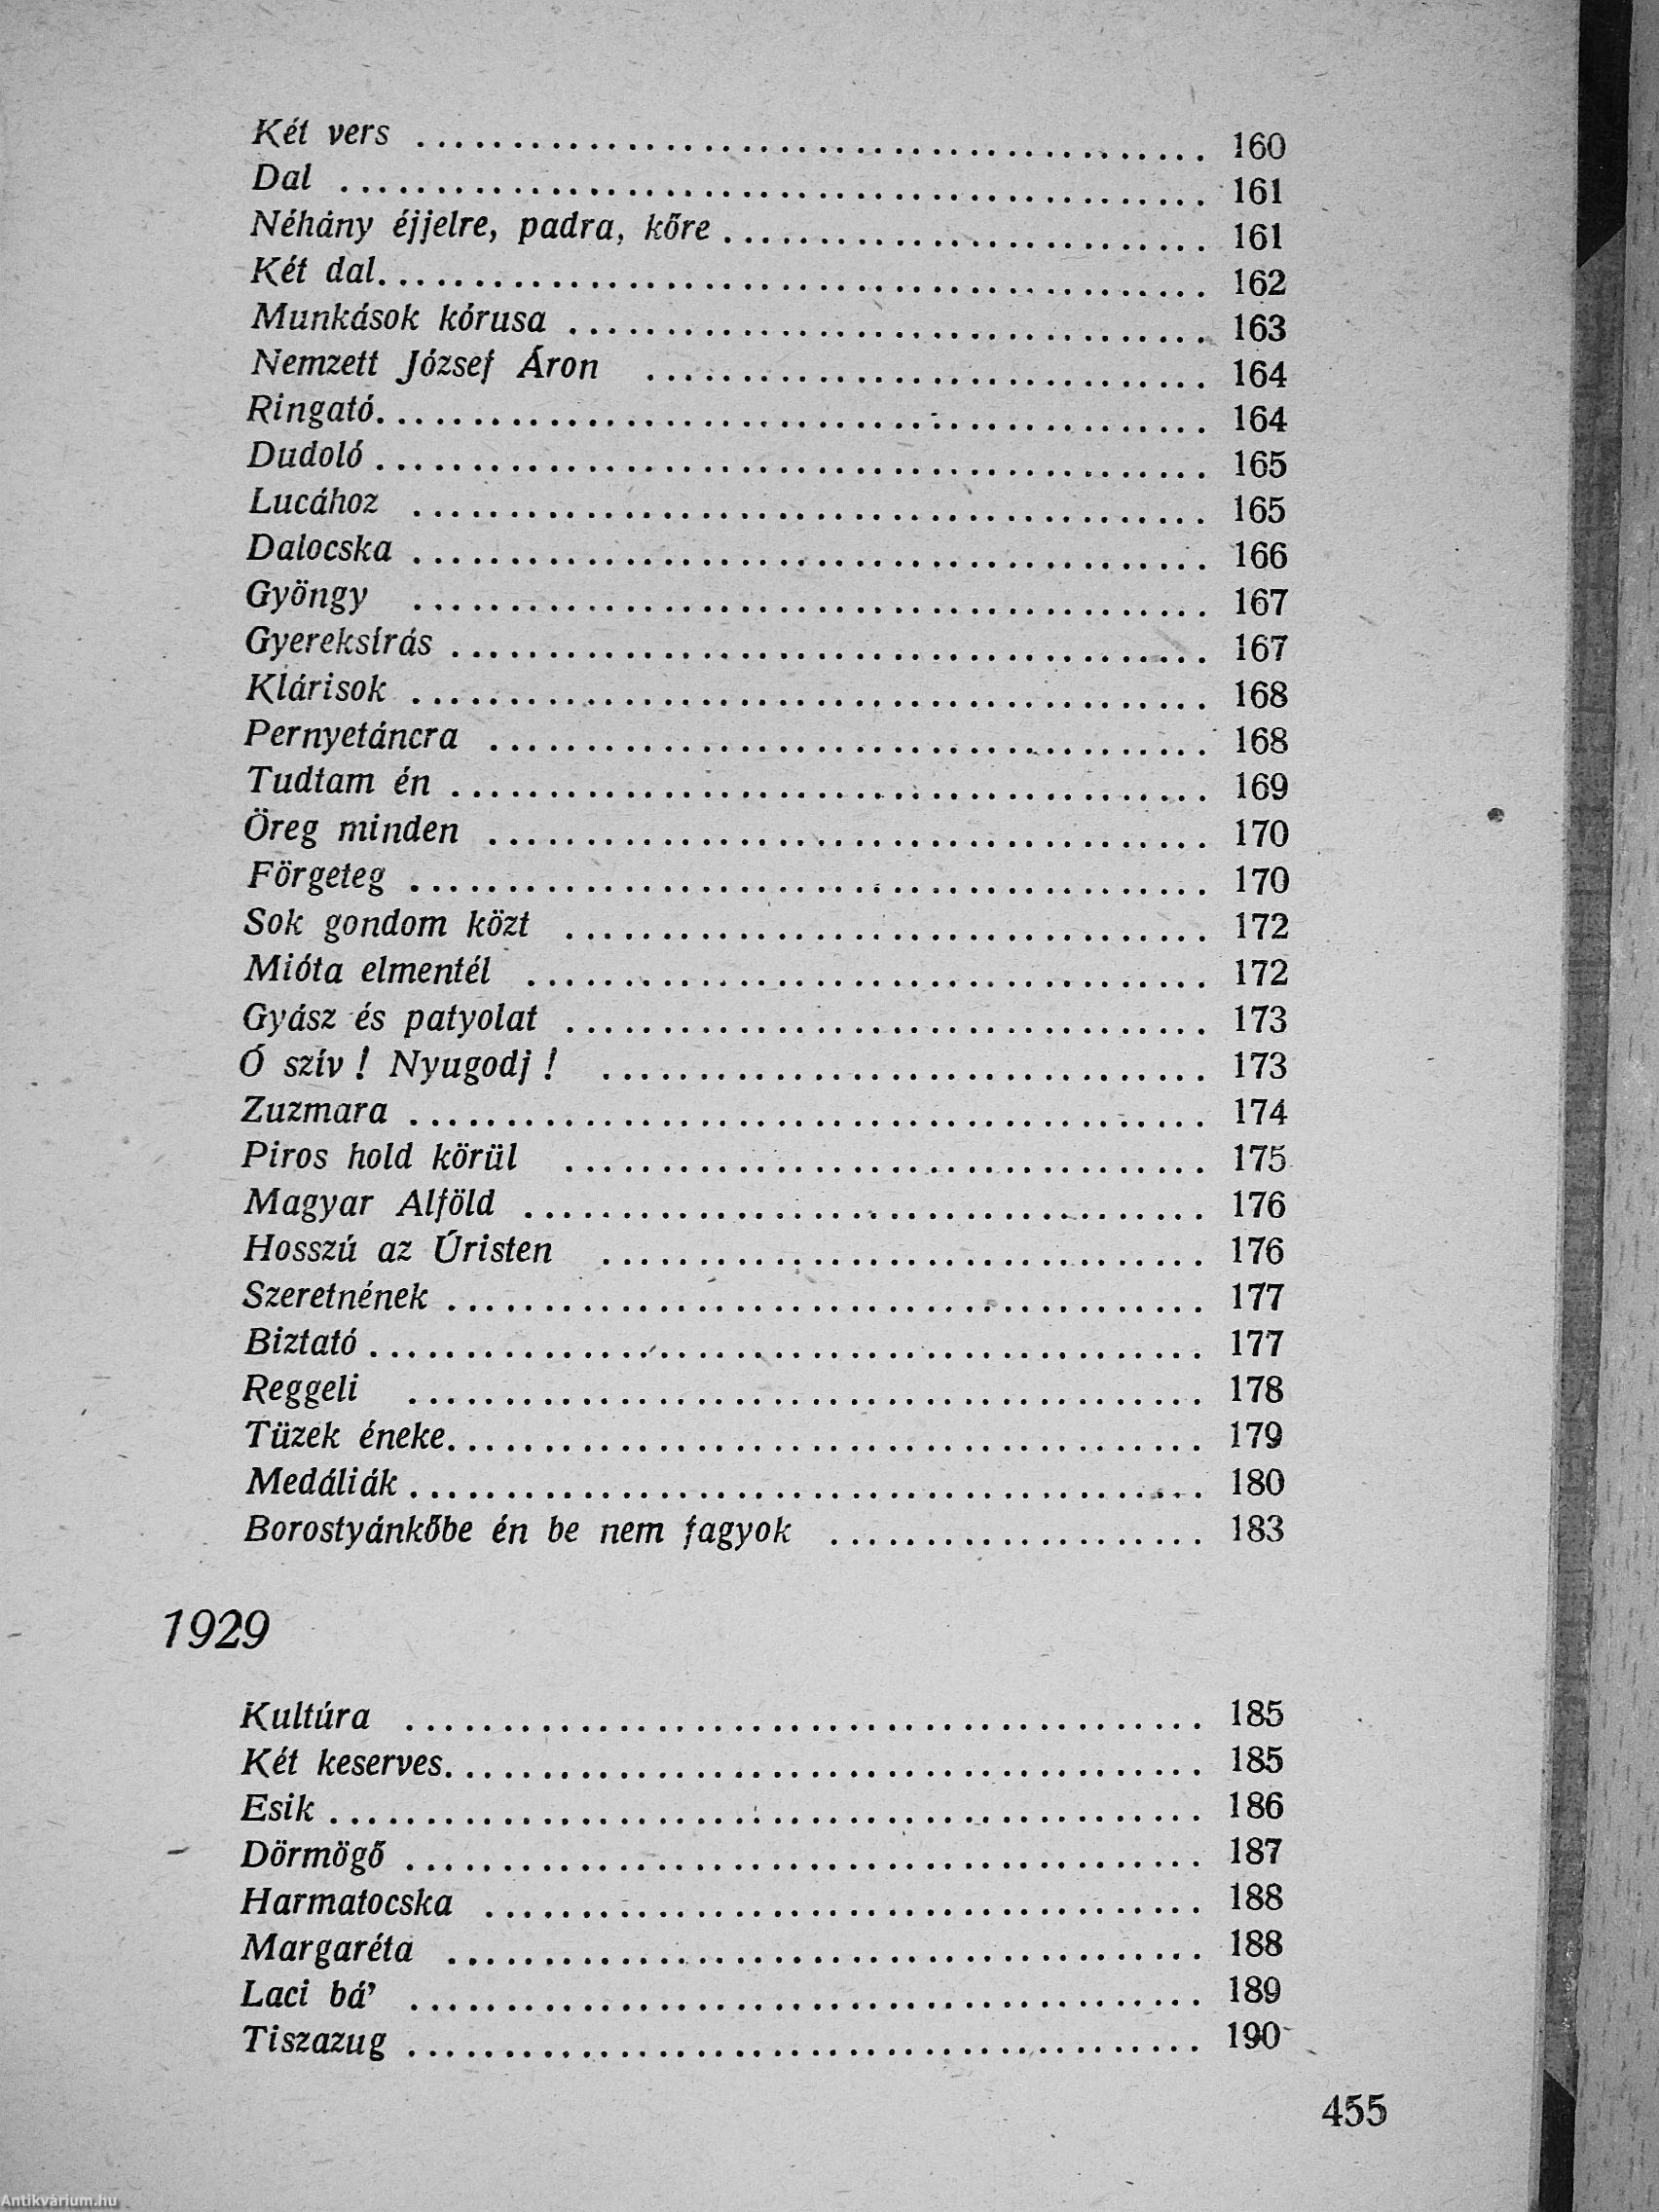 Két vers ........................................ 160
Dal ........................................ 161
Néhány éjjelre, padra, kőre ........................................ 161
Két dal ........................................ 162
Munkások kórusa ........................................ 163
Nemzett József Áron ........................................ 164
Ringató ........................................ 164
Dudoló ........................................ 165
Lucához ........................................ 165
Dalocska ........................................ 166
Gyöngy ........................................ 167
Gyereksírás ........................................ 167
Klárisok ........................................ 168
Pernyetáncra ........................................ 168
Tudtam én ........................................ 169
Öreg minden ........................................ 170
Förgeteg ........................................ 170
Sok gondom közt ........................................ 172
Mióta elmentél ........................................ 172
Gyász és patyolat ........................................ 173
Ó szív ! Nyugodj ! ........................................ 173
Zuzmara ........................................ 174
Piros hold körül ........................................ 175
Magyar Alföld ........................................ 176
Hosszú az Úristen ........................................ 176
Szeretnének ........................................ 177
Biztató ........................................ 177
Reggeli ........................................ 178
Tüzek éneke ........................................ 179
Medáliák ........................................ 180
Borostyánkőbe én be nem fagyok ........................................ 183
1929
Kultúra ........................................ 185
Két keserves ........................................ 185
Esik ........................................ 186
Dörmögő ........................................ 187
Harmatocska ........................................ 188
Margaréta ........................................ 188
Laci bá’ ........................................ 189
Tiszazug ........................................ 190
455
Antikvárium.hu